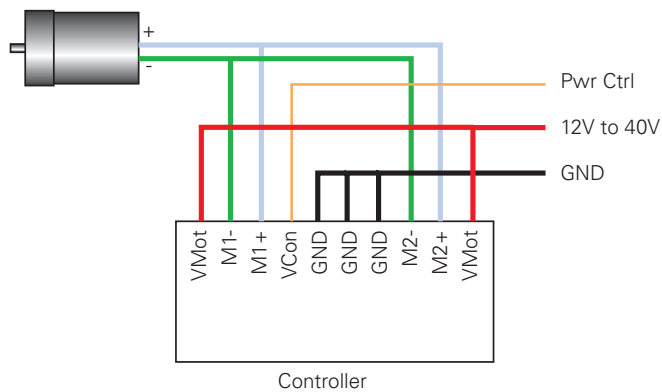 +
-
Pwr Ctrl
12V to 40V
GND
VMot
M1-
M1+
VCon
GND
GND
GND
M2-
M2+
VMot
Controller